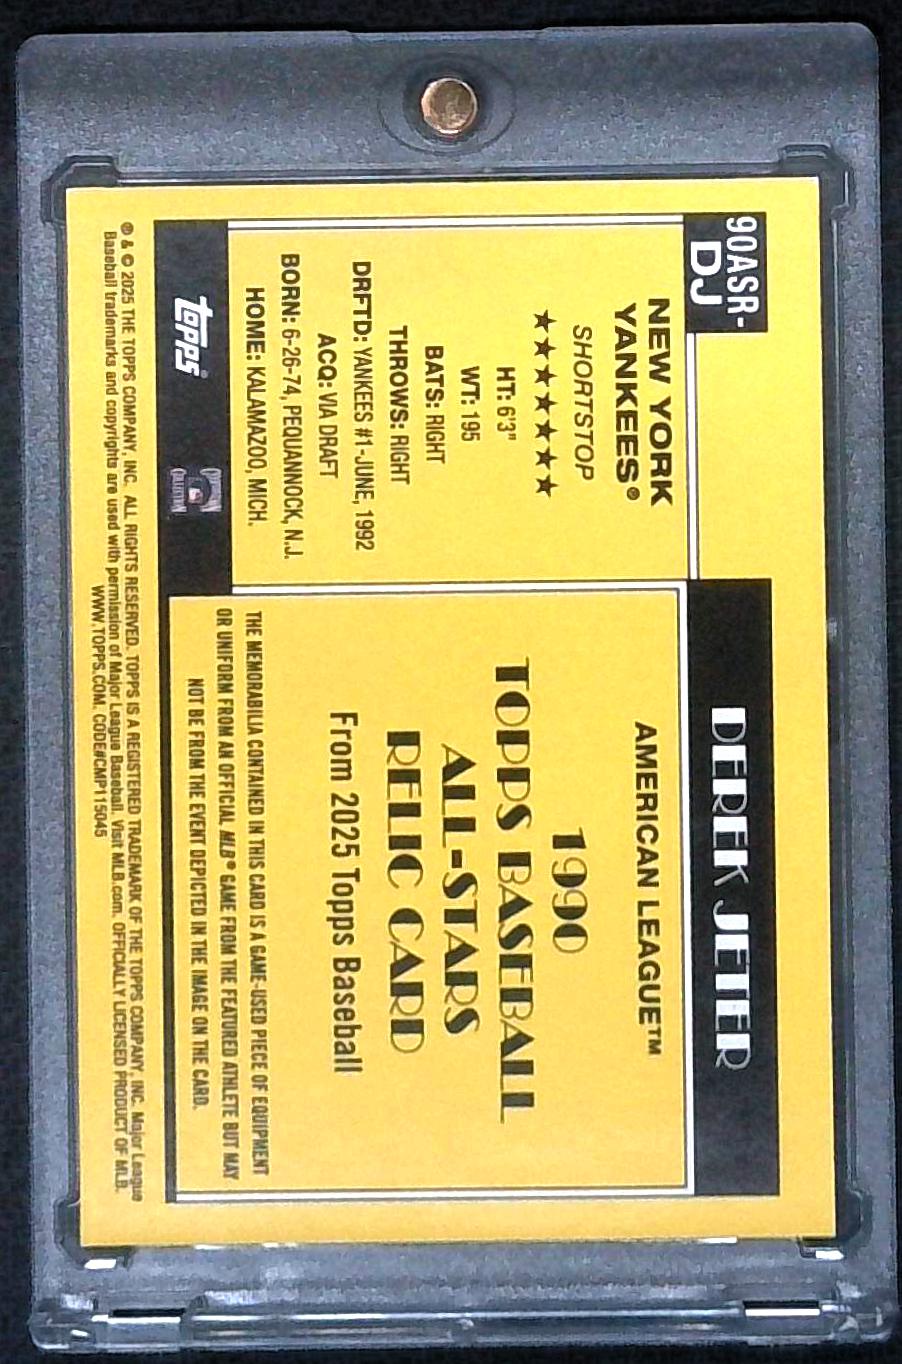 90ASR-
DJ
DEREK JETER
NEW YORK
YANKEES®
SHORTSTOP
★★★★★★★★
HT: 6'3"
WT: 195
BATS: RIGHT
THROWS: RIGHT
DRFTD: YANKEES #1-JUNE, 1992
ACQ: VIA DRAFT
BORN: 6-26-74, PEQUANNOCK, N.J.
HOME: KALAMAZOO, MICH.
topps®
AMERICAN LEAGUE™
1990
TOPPS BASEBALL
ALL-STARS
RELIC CARD
From 2025 Topps Baseball
THE MEMORABILIA CONTAINED IN THIS CARD IS A GAME-USED PIECE OF EQUIPMENT
OR UNIFORM FROM AN OFFICIAL MLB® GAME FROM THE FEATURED ATHLETE BUT MAY
NOT BE FROM THE EVENT DEPICTED IN THE IMAGE ON THE CARD.
® & © 2025 THE TOPPS COMPANY, INC. ALL RIGHTS RESERVED. TOPPS IS A REGISTERED TRADEMARK OF THE TOPPS COMPANY, INC. Major League
Baseball trademarks and copyrights are used with permission of Major League Baseball. Visit MLB.com. OFFICIALLY LICENSED PRODUCT OF MLB.
WWW.TOPPS.COM. CODE#CMP115045